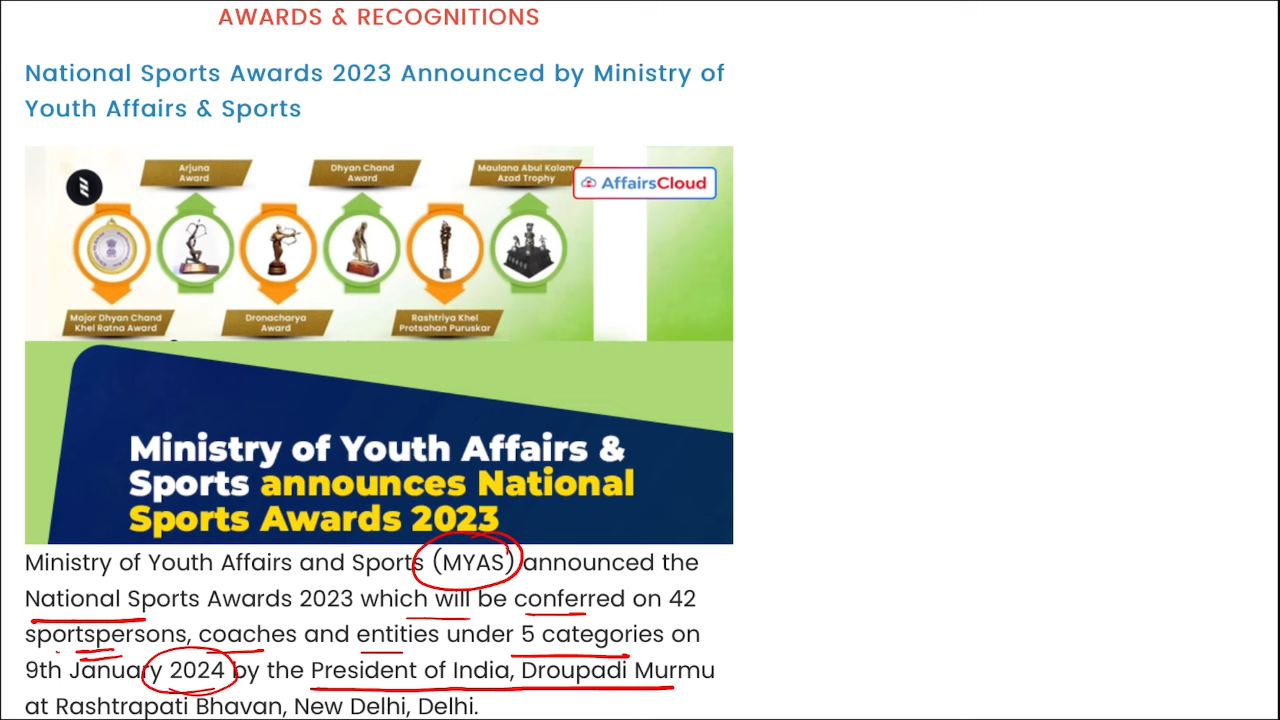 AWARDS & RECOGNITIONS
National Sports Awards 2023 Announced by Ministry of
Youth Affairs & Sports
Arjuna
Award
Dhyan Chand
Award
Maulana Abul Kalam
Azad Trophy
AffairsCloud
Major Dhyan Chand
Khel Ratna Award
Dronacharya
Award
Rashtriya Khel
Protsahan Puruskar
Ministry of Youth Affairs &
Sports announces National
Sports Awards 2023
Ministry of Youth Affairs and Sports (MYAS) announced the
National Sports Awards 2023 which will be conferred on 42
sportspersons, coaches and entities under 5 categories on
9th January 2024 by the President of India, Droupadi Murmu
at Rashtrapati Bhavan, New Delhi, Delhi.